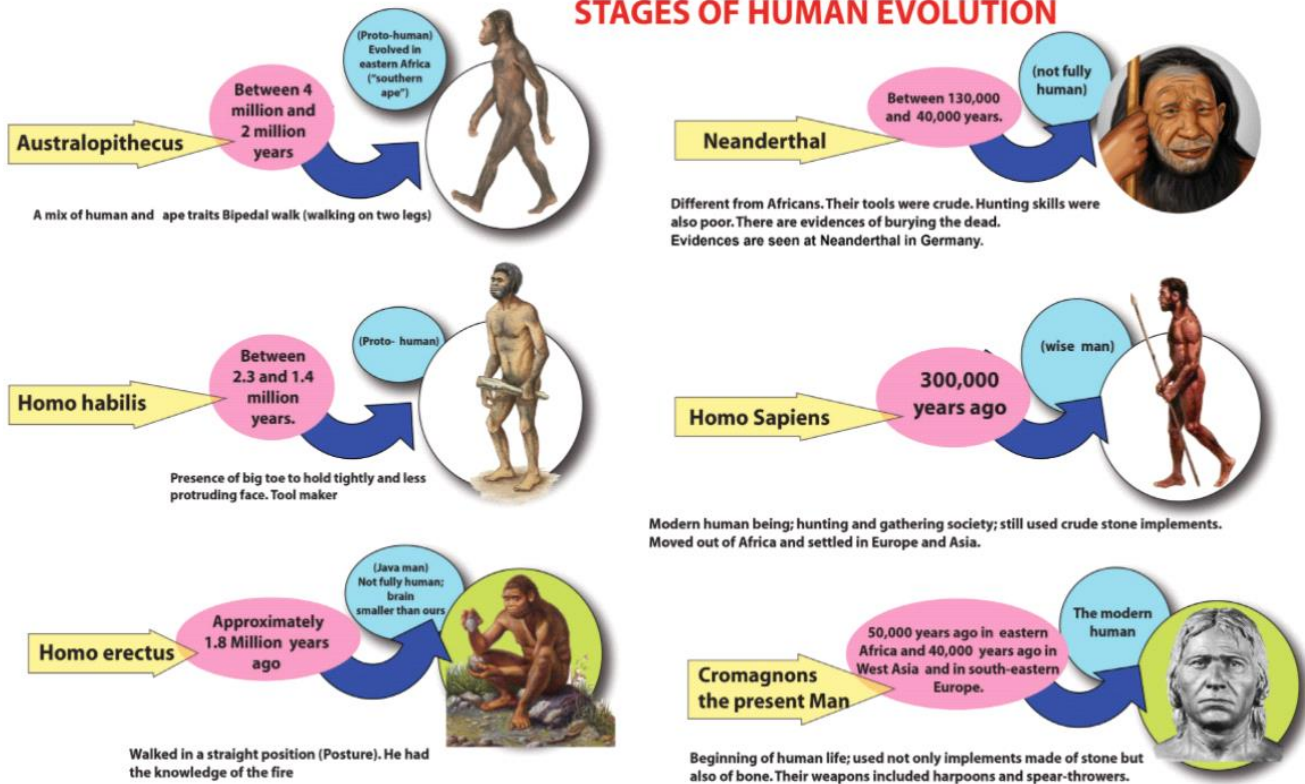 STAGES OF HUMAN EVOLUTION
(Proto-human)
Evolved in
eastern Africa
("southern
ape")
Between 4
million and
2 million
years
Australopithecus
A mix of human and ape traits Bipedal walk (walking on two legs)
(Proto- human)
Between
2.3 and 1.4
million
years.
Homo habilis
Presence of big toe to hold tightly and less
protruding face. Tool maker
(Java man)
Not fully human;
brain
smaller than ours
Approximately
1.8 Million years
ago
Homo erectus
Walked in a straight position (Posture). He had
the knowledge of the fire
(not fully
human)
Between 130,000
and 40,000 years.
Neanderthal
Different from Africans. Their tools were crude. Hunting skills were
also poor. There are evidences of burying the dead.
Evidences are seen at Neanderthal in Germany.
(wise man)
300,000
years ago
Homo Sapiens
Modern human being; hunting and gathering society; still used crude stone implements.
Moved out of Africa and settled in Europe and Asia.
The modern
human
50,000 years ago in eastern
Africa and 40,000 years ago in
West Asia and in south-eastern
Europe.
Cromagnons
the present Man
Beginning of human life; used not only implements made of stone but
also of bone. Their weapons included harpoons and spear-throwers.